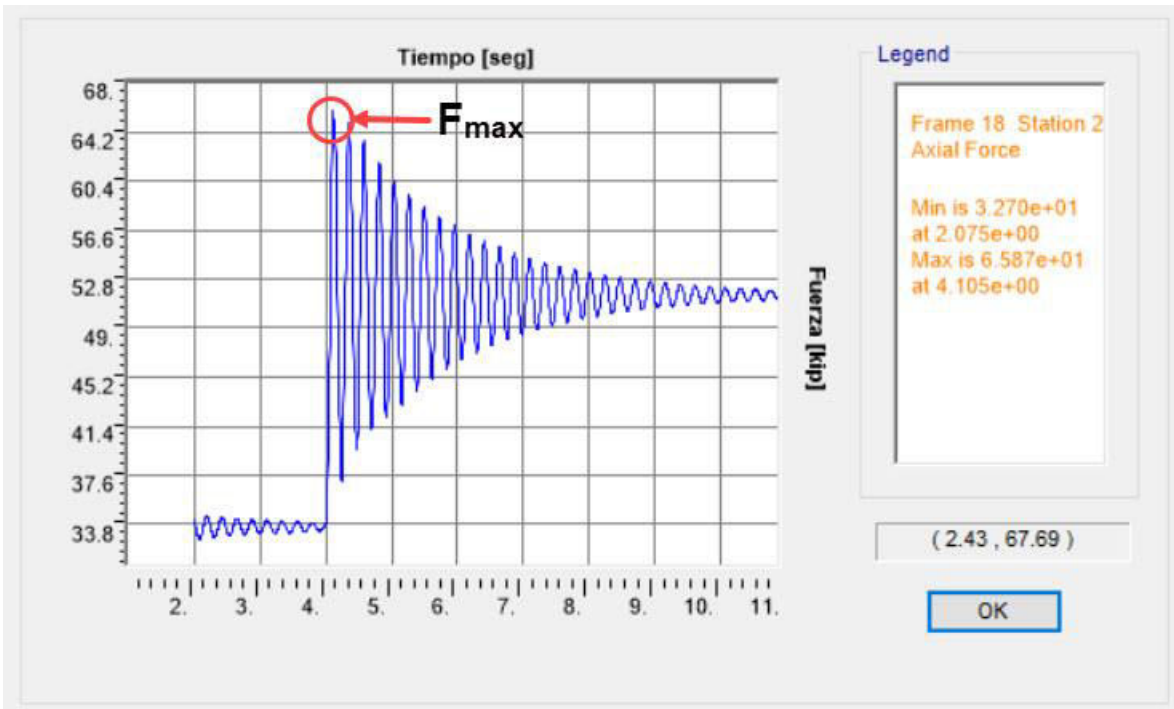 Tiempo [seg]
68.
64.2
60.4
56.6
52.8
49.
45.2
41.4
37.6
33.8
Fmax
2. 3. 4. 5. 6. 7. 8. 9. 10. 11.
Fuerza [kip]
Legend
Frame 18 Station 2
Axial Force
Min is 3.270e+01
at 2.075e+00
Max is 6.587e+01
at 4.105e+00
( 2.43 , 67.69 )
OK